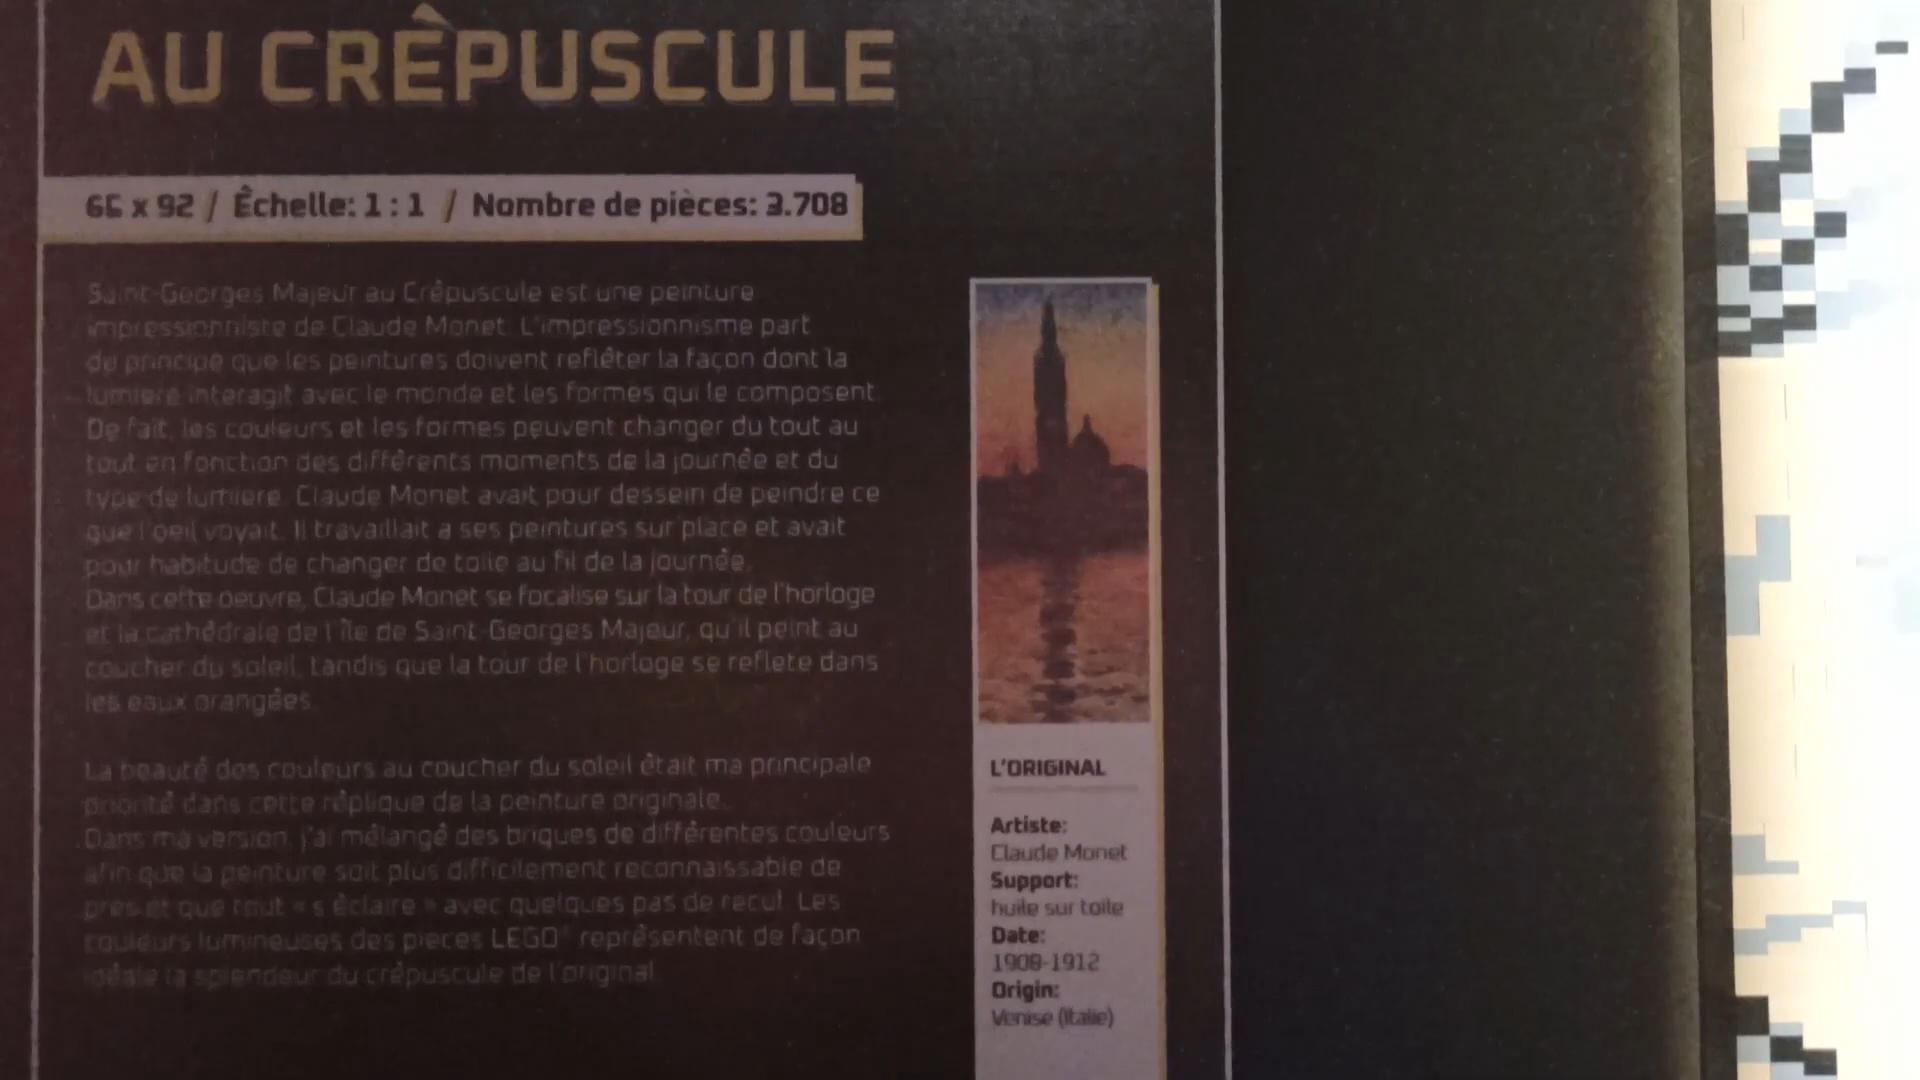 AU CRÈPUSCULE
66 x 92 / Échelle: 1 : 1 / Nombre de pièces: 3.708
Saint-Georges Majeur au Crépuscule est une peinture
impressionniste de Claude Monet. L'impressionnisme part
du principe que les peintures doivent refléter la façon dont la
lumière interagit avec le monde et les formes qui le composent.
De fait, les couleurs et les formes peuvent changer du tout au
tout en fonction des différents moments de la journée et du
type de lumière. Claude Monet avait pour dessein de peindre ce
que l'oeil voyait. Il travaillait à ses peintures sur place et avait
pour habitude de changer de toile au fil de la journée.
Dans cette oeuvre, Claude Monet se focalise sur la tour de l'horloge
et la cathédrale de l'île de Saint-Georges Majeur, qu'il peint au
coucher du soleil, tandis que la tour de l'horloge se reflète dans
les eaux orangées.
La beauté des couleurs au coucher du soleil était ma principale
priorité dans cette réplique de la peinture originale.
Dans ma version, j'ai mélangé des briques de différentes couleurs
afin que la peinture soit plus difficilement reconnaissable de
près et que tout « s'éclaire » avec quelques pas de recul. Les
couleurs lumineuses des pièces LEGO® représentent de façon
idéale la splendeur du crépuscule de l'original.
L'ORIGINAL
Artiste:
Claude Monet
Support:
huile sur toile
Date:
1908-1912
Origin:
Venise (Italie)